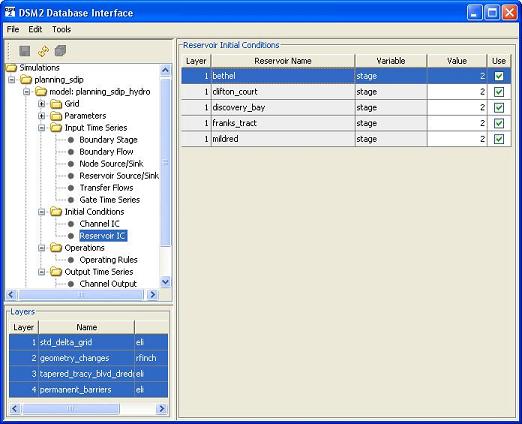 DSM2 Database Interface
File Edit Tools
Simulations
planning_sdip
model: planning_sdip_hydro
Grid
Parameters
Input Time Series
Boundary Stage
Boundary Flow
Node Source/Sink
Reservoir Source/Sink
Transfer Flows
Gate Time Series
Initial Conditions
Channel IC
Reservoir IC
Operations
Operating Rules
Output Time Series
Channel Output
Layers
Layer Name
1 std_delta_grid eli
2 geometry_changes rfinch
3 tapered_tracy_blvd_dred eli
4 permanent_barriers eli
Reservoir Initial Conditions
Layer Reservoir Name Variable Value Use
1 bethel stage 2
1 clifton_court stage 2
1 discovery_bay stage 2
1 franks_tract stage 2
1 mildred stage 2